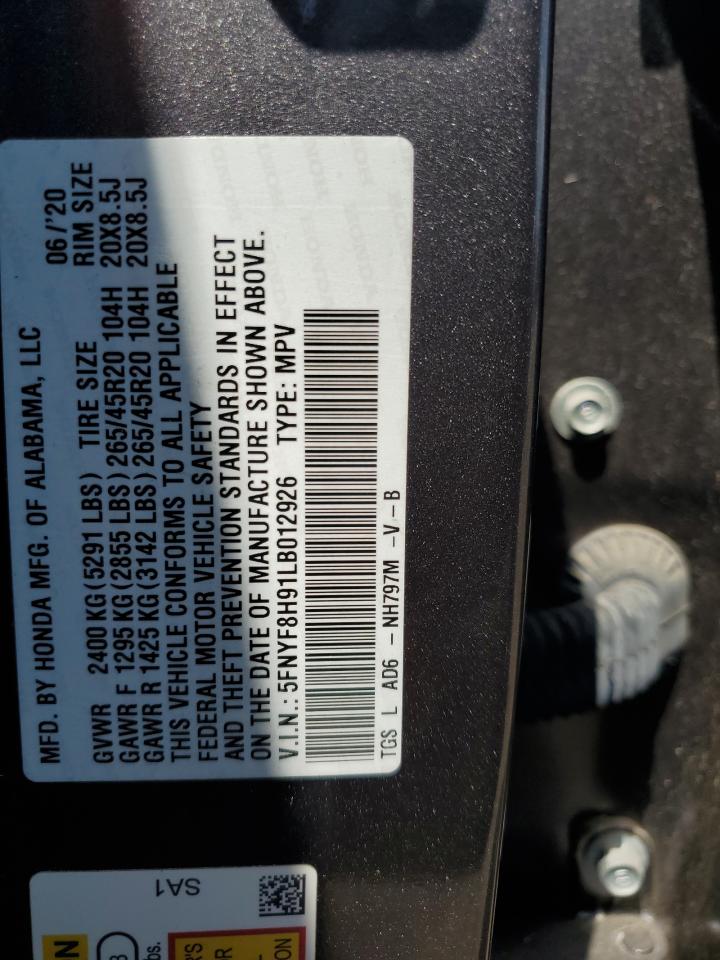 MFD. BY HONDA MFG. OF ALABAMA, LLC 06/'20
GVWR 2400 KG (5291 LBS) TIRE SIZE RIM SIZE
GAWR F 1295 KG (2855 LBS) 265/45R20 104H 20X8.5J
GAWR R 1425 KG (3142 LBS) 265/45R20 104H 20X8.5J
THIS VEHICLE CONFORMS TO ALL APPLICABLE
FEDERAL MOTOR VEHICLE SAFETY
AND THEFT PREVENTION STANDARDS IN EFFECT
ON THE DATE OF MANUFACTURE SHOWN ABOVE.
V.I.N.: 5FNYF8H91LB012926 TYPE: MPV
TGS L AD6 -NH797M -V -B
SA1